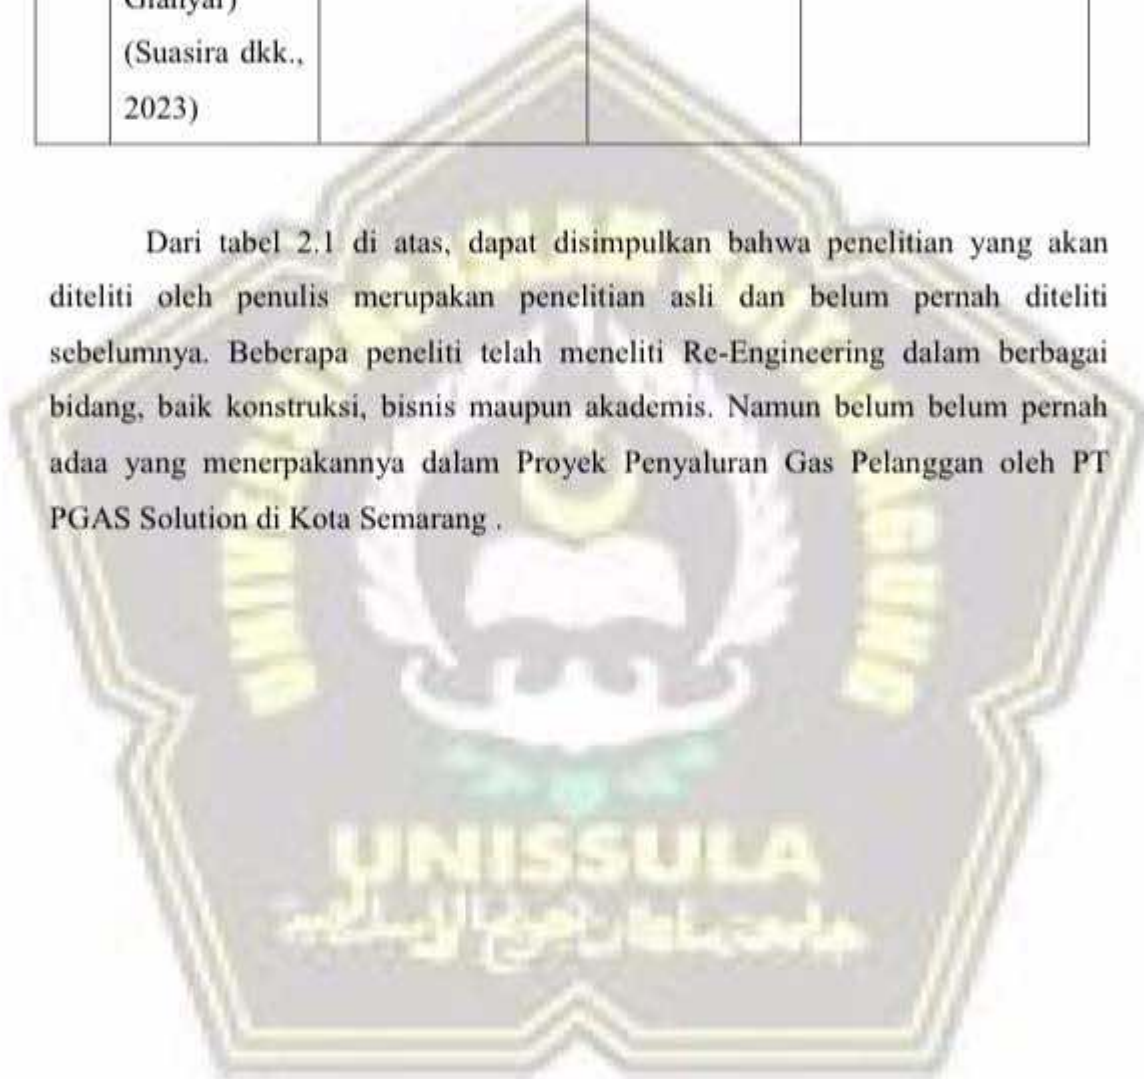 Gianyar)
(Suasira dkk.,
2023)
Dari tabel 2.1 di atas, dapat disimpulkan bahwa penelitian yang akan
diteliti oleh penulis merupakan penelitian asli dan belum pernah diteliti
sebelumnya. Beberapa peneliti telah meneliti Re-Engineering dalam berbagai
bidang, baik konstruksi, bisnis maupun akademis. Namun belum belum pernah
adaa yang menerpakannya dalam Proyek Penyaluran Gas Pelanggan oleh PT
PGAS Solution di Kota Semarang .
UNISSULA